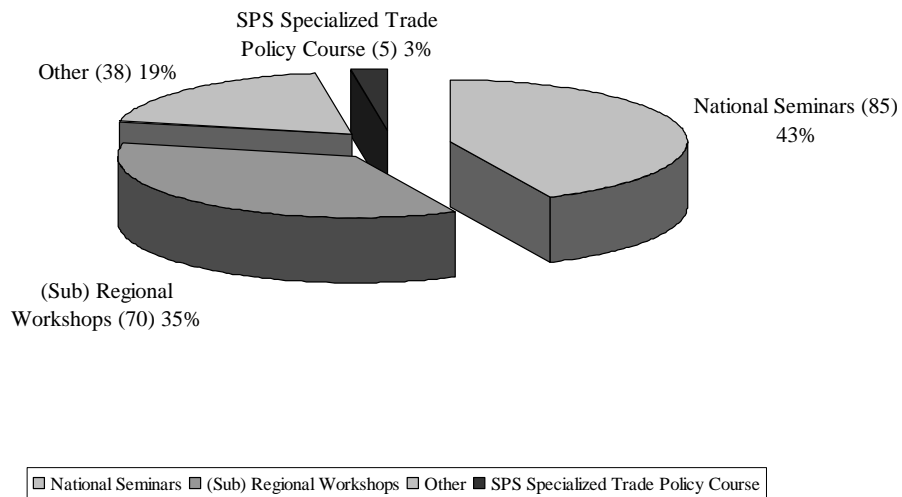 SPS Specialized Trade
Policy Course (5) 3%
Other (38) 19%
National Seminars (85)
43%
(Sub) Regional
Workshops (70) 35%
National Seminars (Sub) Regional Workshops Other SPS Specialized Trade Policy Course